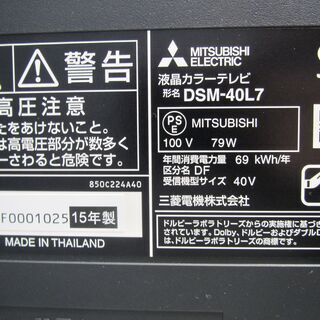 警告
高圧注意
たをあけないこと。
は高電圧部分が数
わると危険です。
850C224A40
F0001025 15年製
MADE IN THAILAND
MITSUBISHI
ELECTRIC
液晶カラーテレビ
形名 DSM-40L7
PS
E
MITSUBISHI
100 V 79W
年間消費電力量 69 kWh/年
区分名 DF
受信機型サイズ 40V
三菱電機株式会社
ドルビーラボラトリーズからの実施権に基づき
ています。Dolby、ドルビーおよびダブルD
はドルビーラボラトリーズの商標です